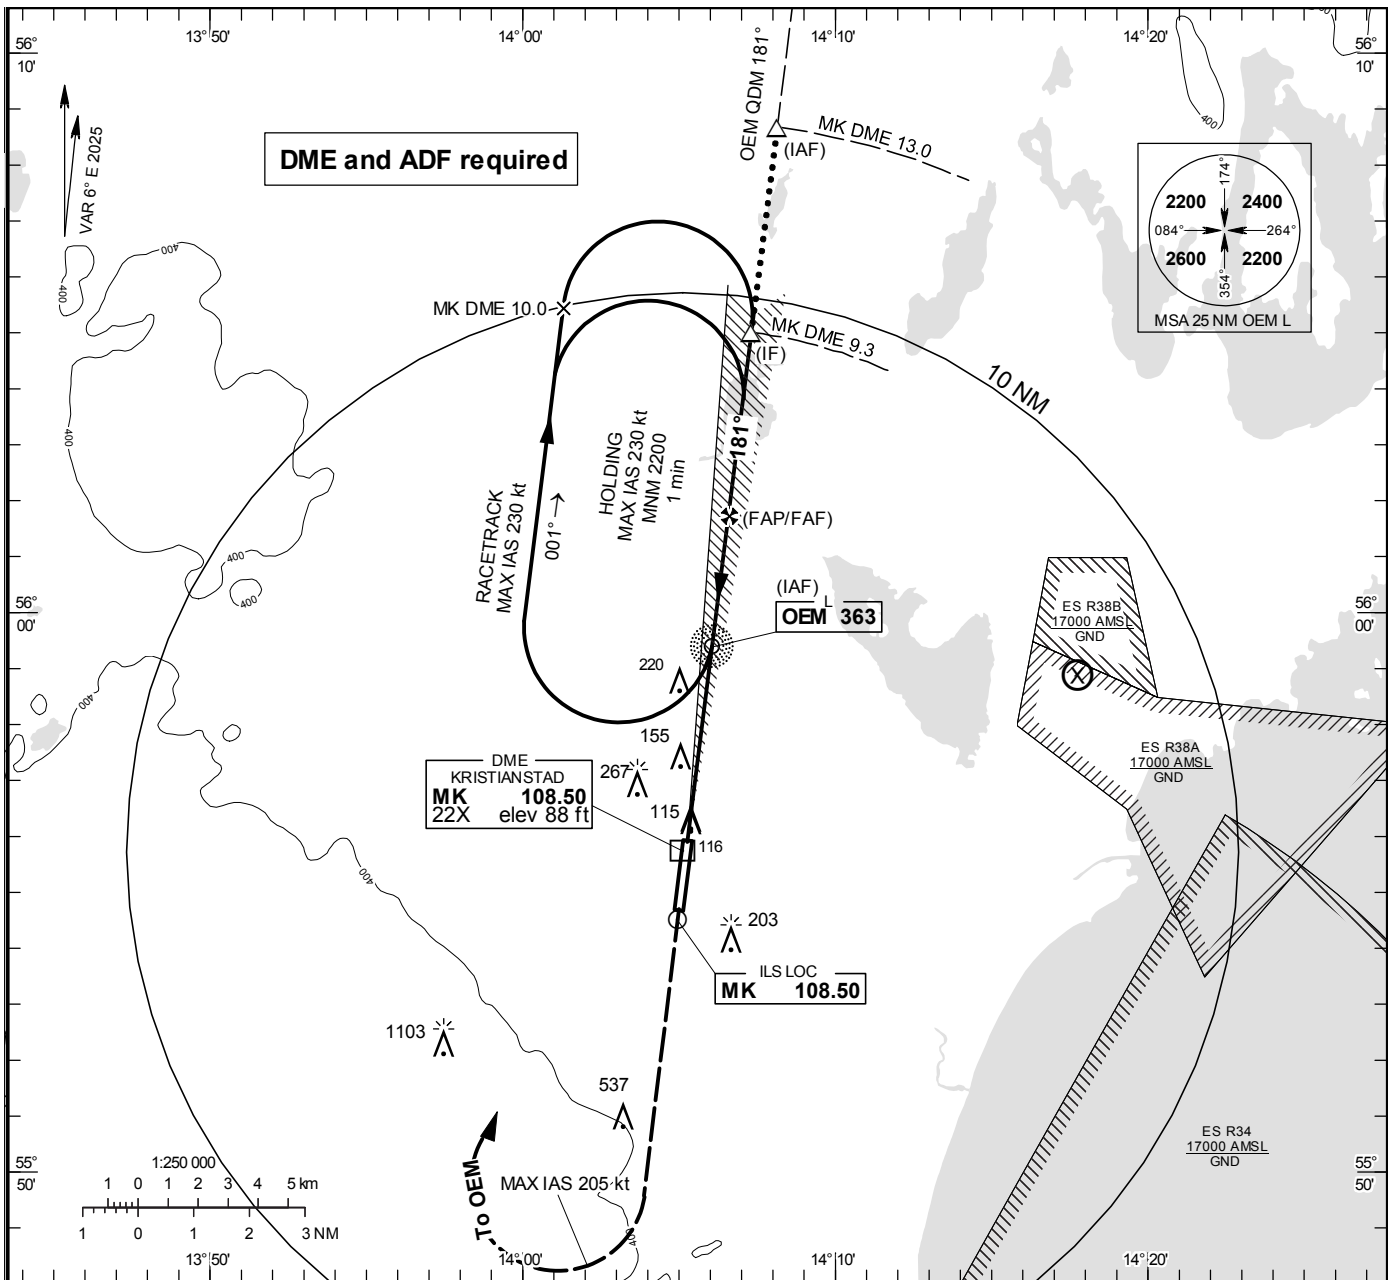 13°50'
14°00'
14°10'
14°20'
56°
10'
56°
10'
VAR 6° E 2025
DME and ADF required
OEM QDM 181°
MK DME 13.0
(IAF)
400
400
400
174°
2200 2400
084° 264°
2600 2200
354°
MSA 25 NM OEM L
MK DME 10.0
MK DME 9.3
(IF)
10 NM
400
400
RACETRACK
MAX IAS 230 kt
001° →
HOLDING
MAX IAS 230 kt
MNM 2200
1 min
181°
(FAP/FAF)
400
400
(IAF)
L
OEM 363
56°
00'
56°
00'
ES R38B
17000 AMSL
GND
X
220
400
155
267
DME
KRISTIANSTAD
MK 108.50
22X elev 88 ft
115
116
ES R38A
17000 AMSL
GND
400
203
ILS LOC
MK 108.50
1103
537
ES R34
17000 AMSL
GND
55°
50'
55°
50'
1:250 000
1 0 1 2 3 4 5 km
1 0 1 2 3 NM
To OEM
MAX IAS 205 kt
400
13°50'
14°00'
14°10'
14°20'